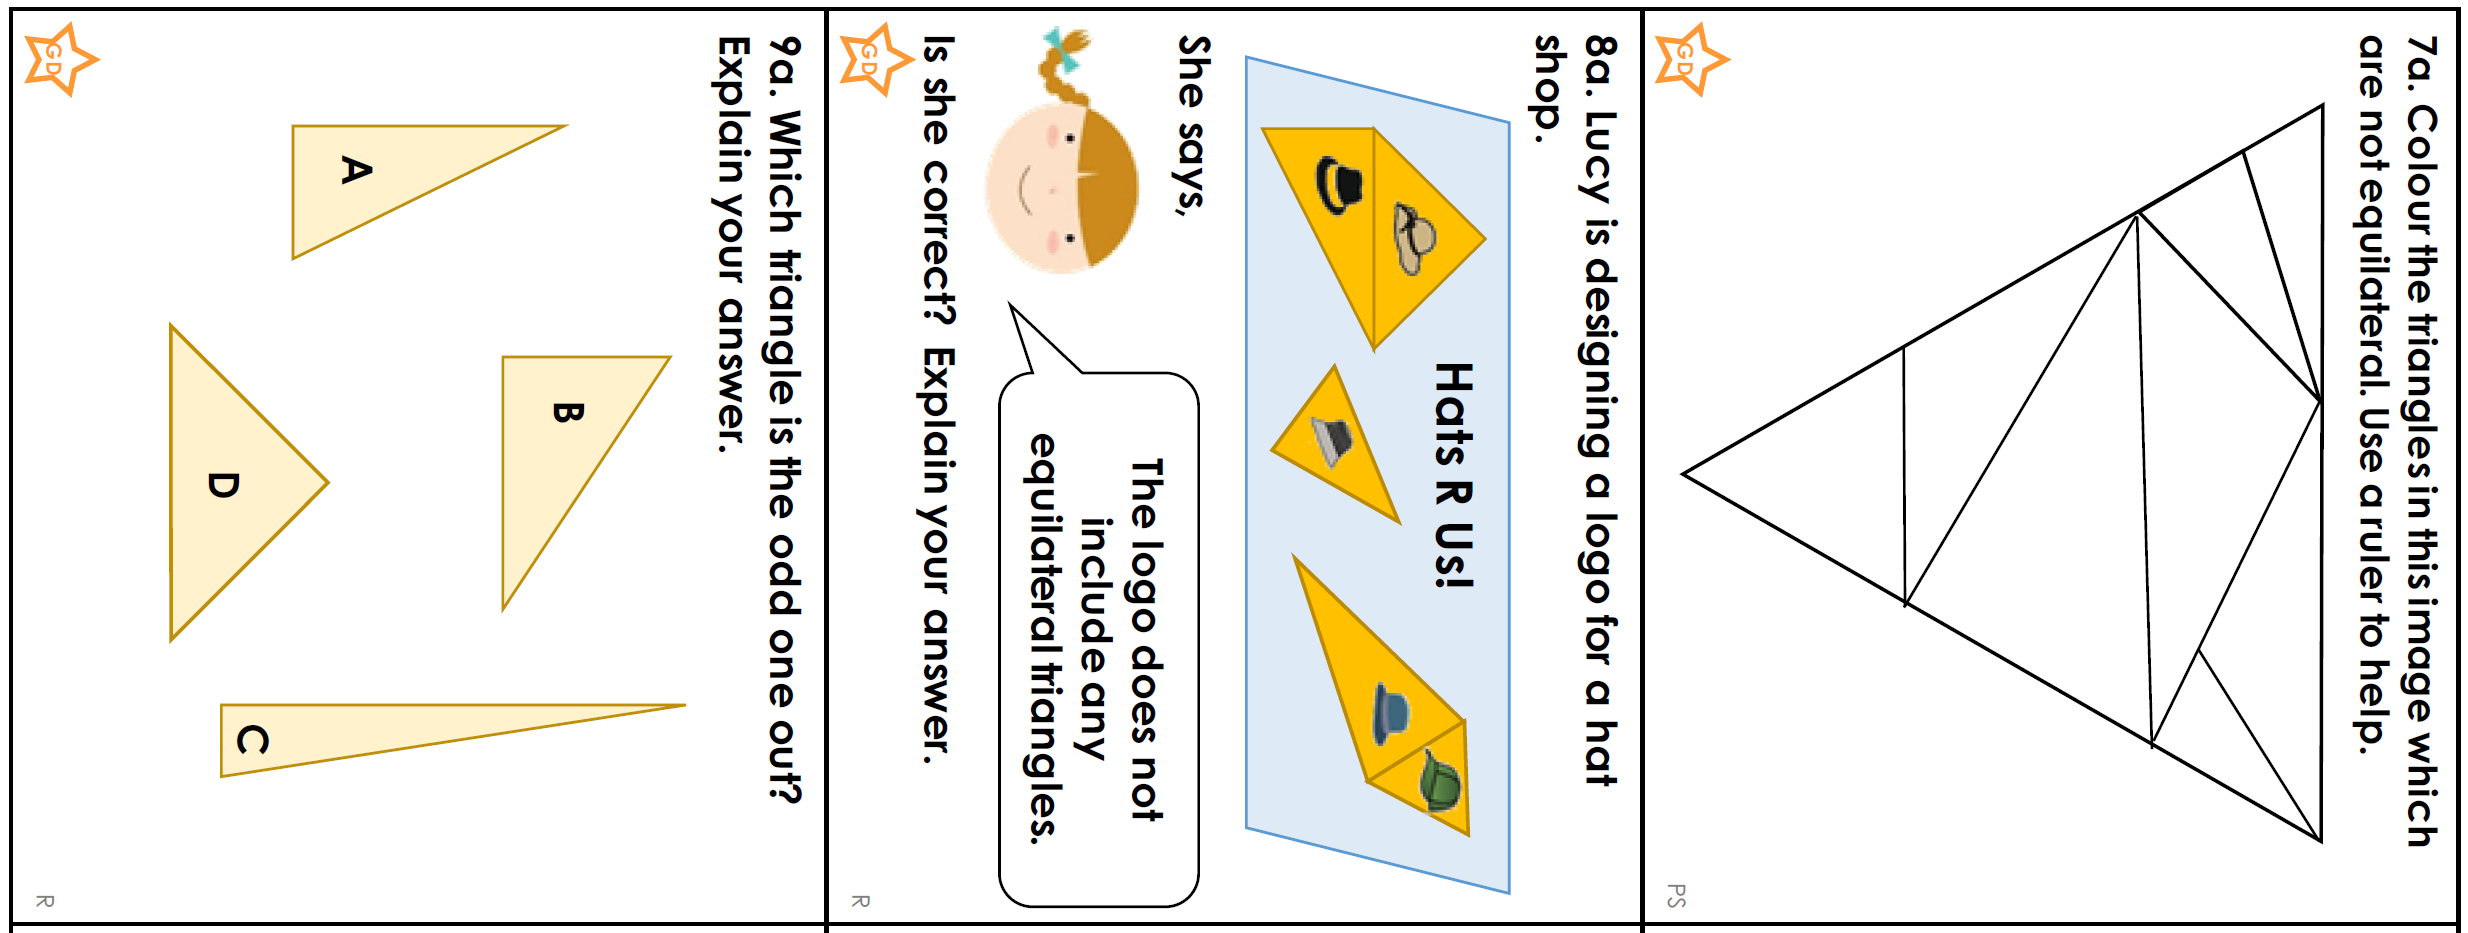 7a. Colour the triangles in this image which
are not equilateral. Use a ruler to help.
GD
PS
8a. Lucy is designing a logo for a hat
shop.
Hats R Us!
She says,
The logo does not
include any
equilateral triangles.
Is she correct? Explain your answer.
GD
R
9a. Which triangle is the odd one out?
Explain your answer.
A
B
C
D
GD
R